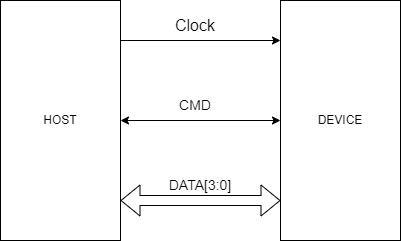 Clock
CMD
HOST
DEVICE
DATA[3:0]